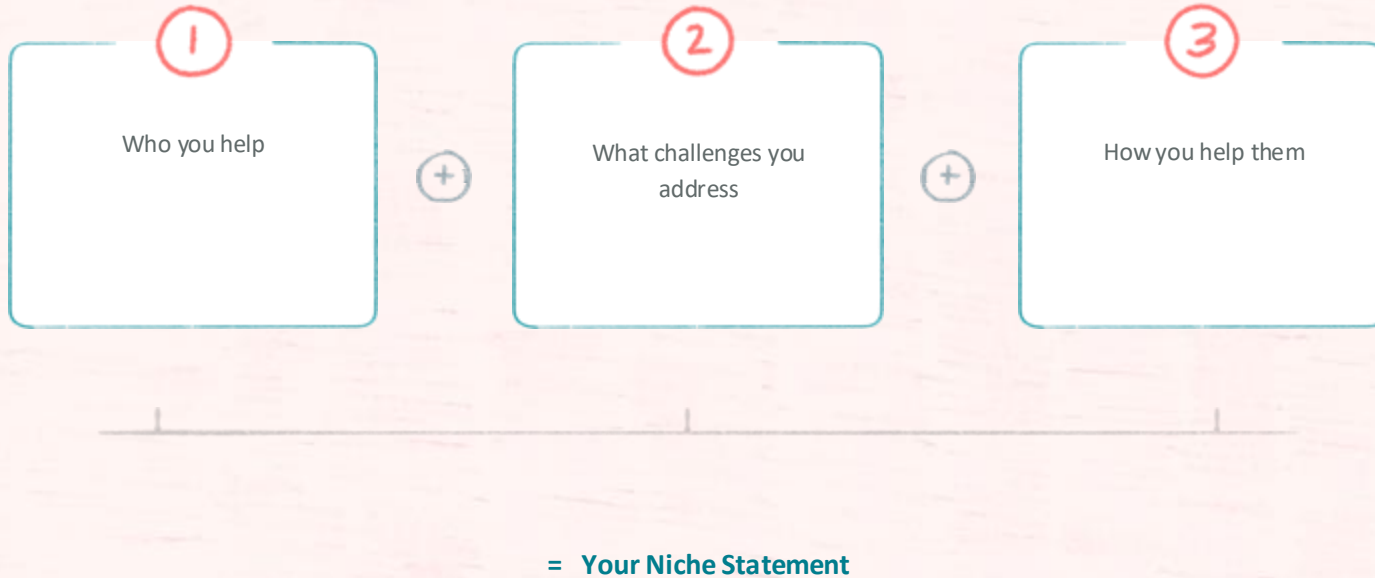 1
2
3
Who you help
What challenges you
address
How you help them
+
+
= Your Niche Statement